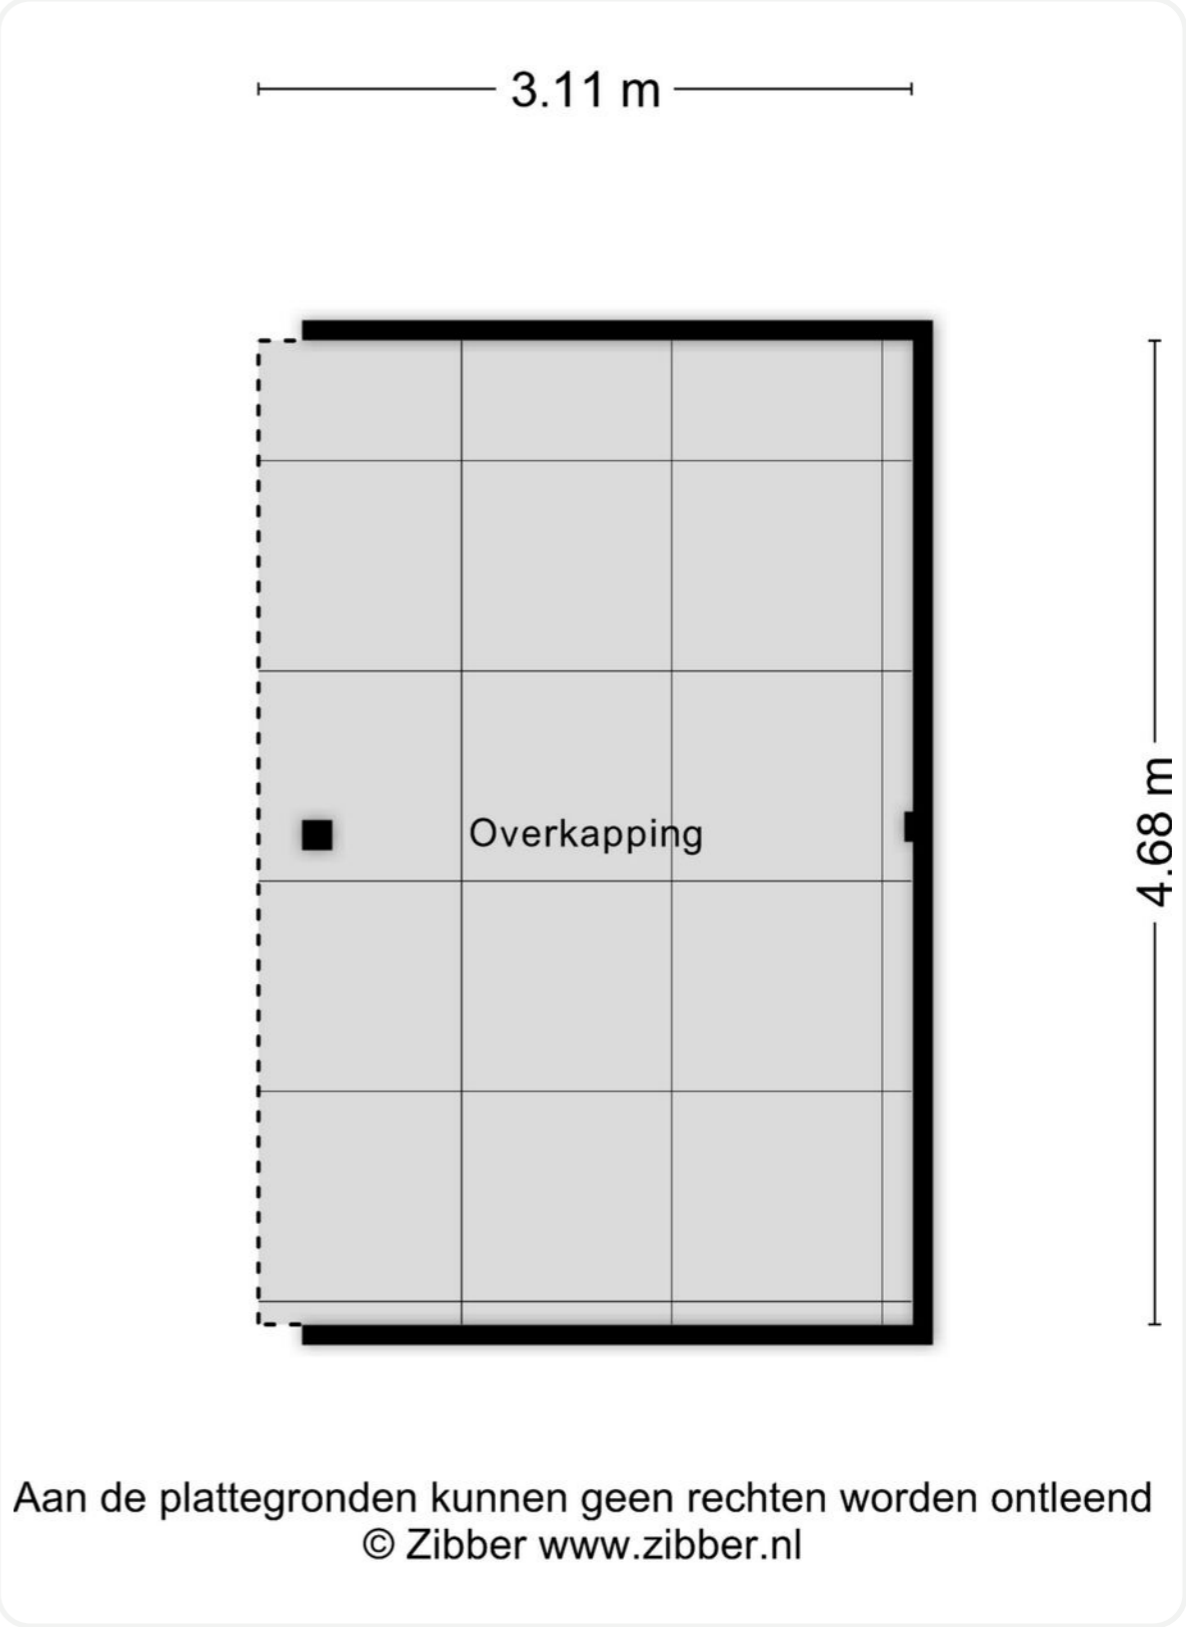 3.11 m
Overkapping
4.68 m
Aan de plattegronden kunnen geen rechten worden ontleend
© Zibber www.zibber.nl